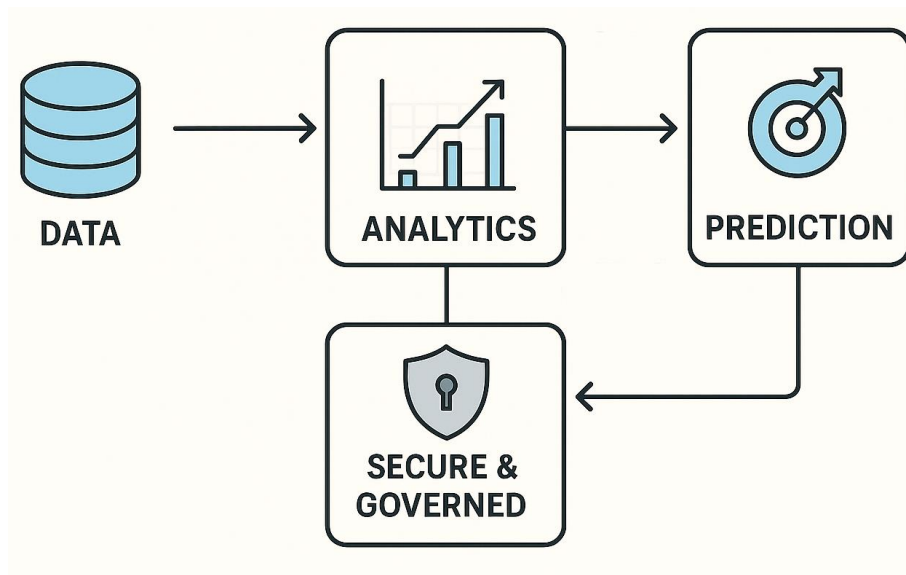 DATA
ANALYTICS
PREDICTION
SECURE &
GOVERNED